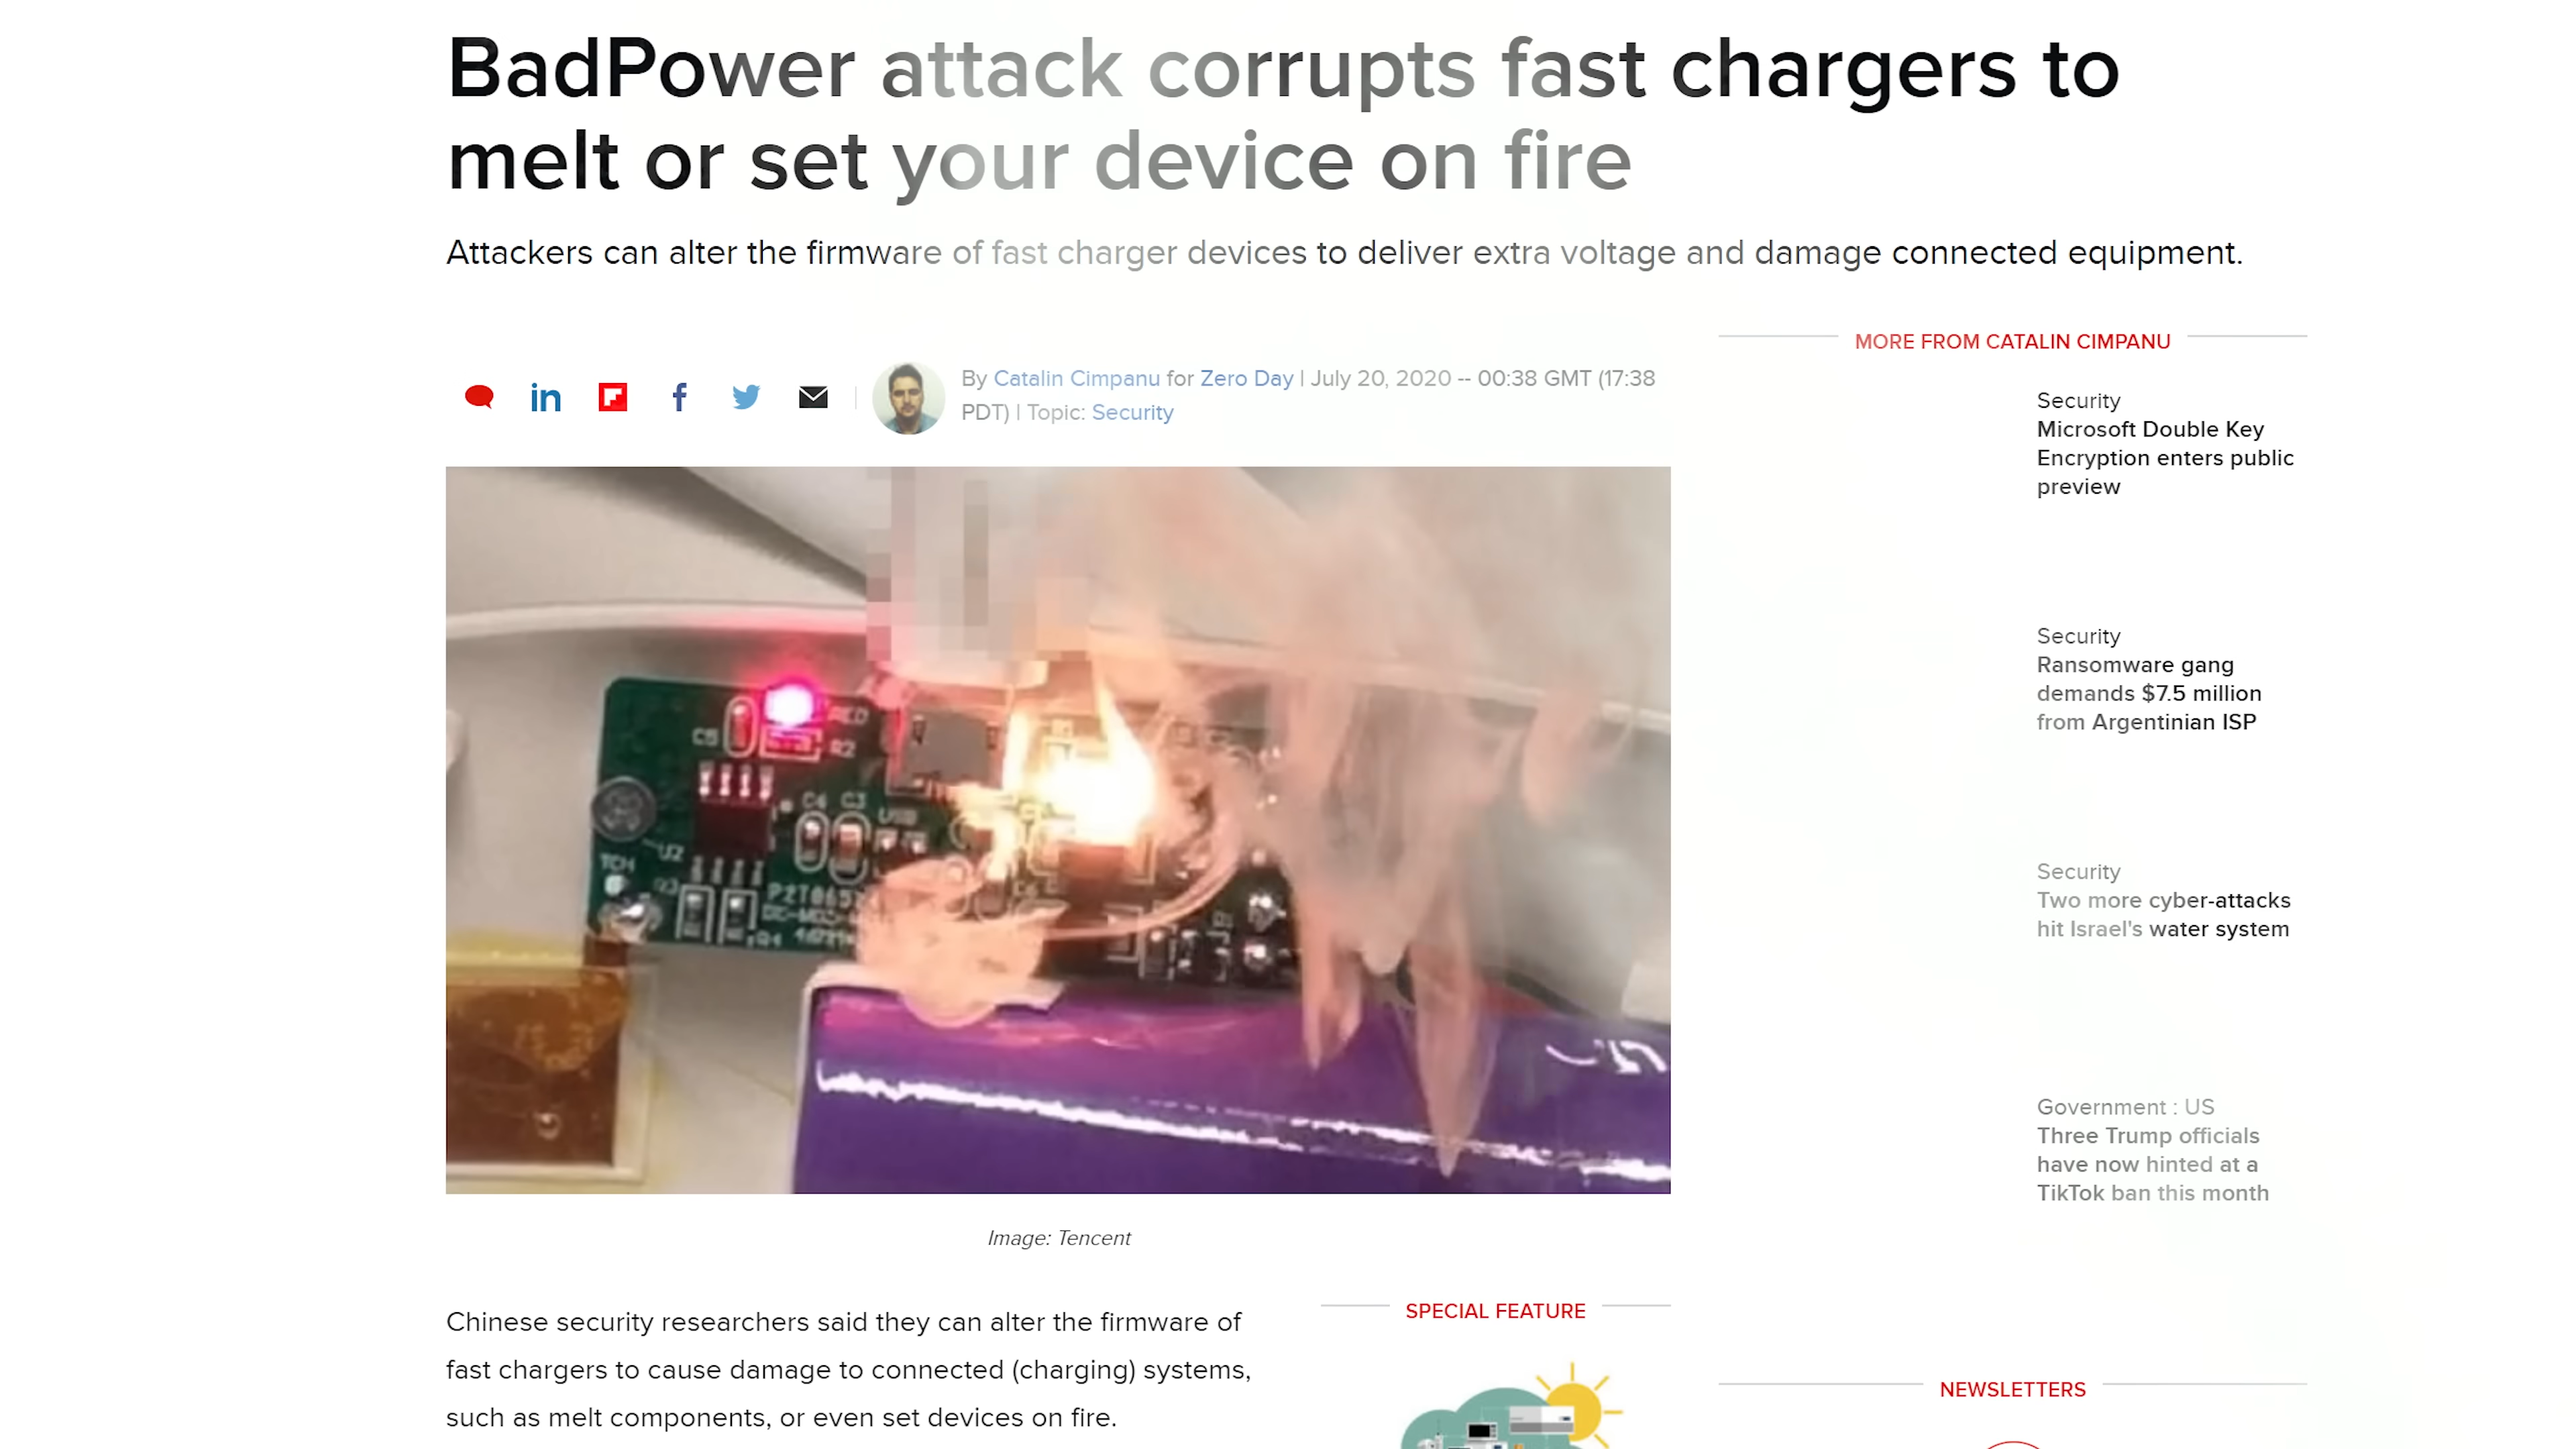 BadPower attack corrupts fast chargers to
melt or set your device on fire
Attackers can alter the firmware of fast charger devices to deliver extra voltage and damage connected equipment.
By Catalin Cimpanu for Zero Day | July 20, 2020 -- 00:38 GMT (17:38
PDT) | Topic: Security
C5
R2
C4 C3
U2
TCH
Image: Tencent
Chinese security researchers said they can alter the firmware of
fast chargers to cause damage to connected (charging) systems,
such as melt components, or even set devices on fire.
SPECIAL FEATURE
MORE FROM CATALIN CIMPANU
Security
Microsoft Double Key
Encryption enters public
preview
Security
Ransomware gang
demands $7.5 million
from Argentinian ISP
Security
Two more cyber-attacks
hit Israel's water system
Government : US
Three Trump officials
have now hinted at a
TikTok ban this month
NEWSLETTERS